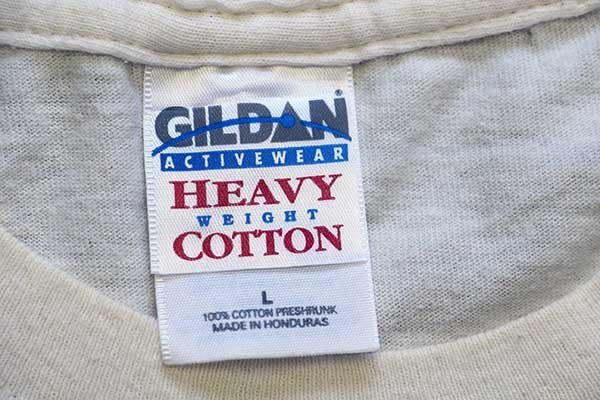 GILDAN®
ACTIVEWEAR
HEAVY
WEIGHT
COTTON
L
100% COTTON PRESHRUNK
MADE IN HONDURAS